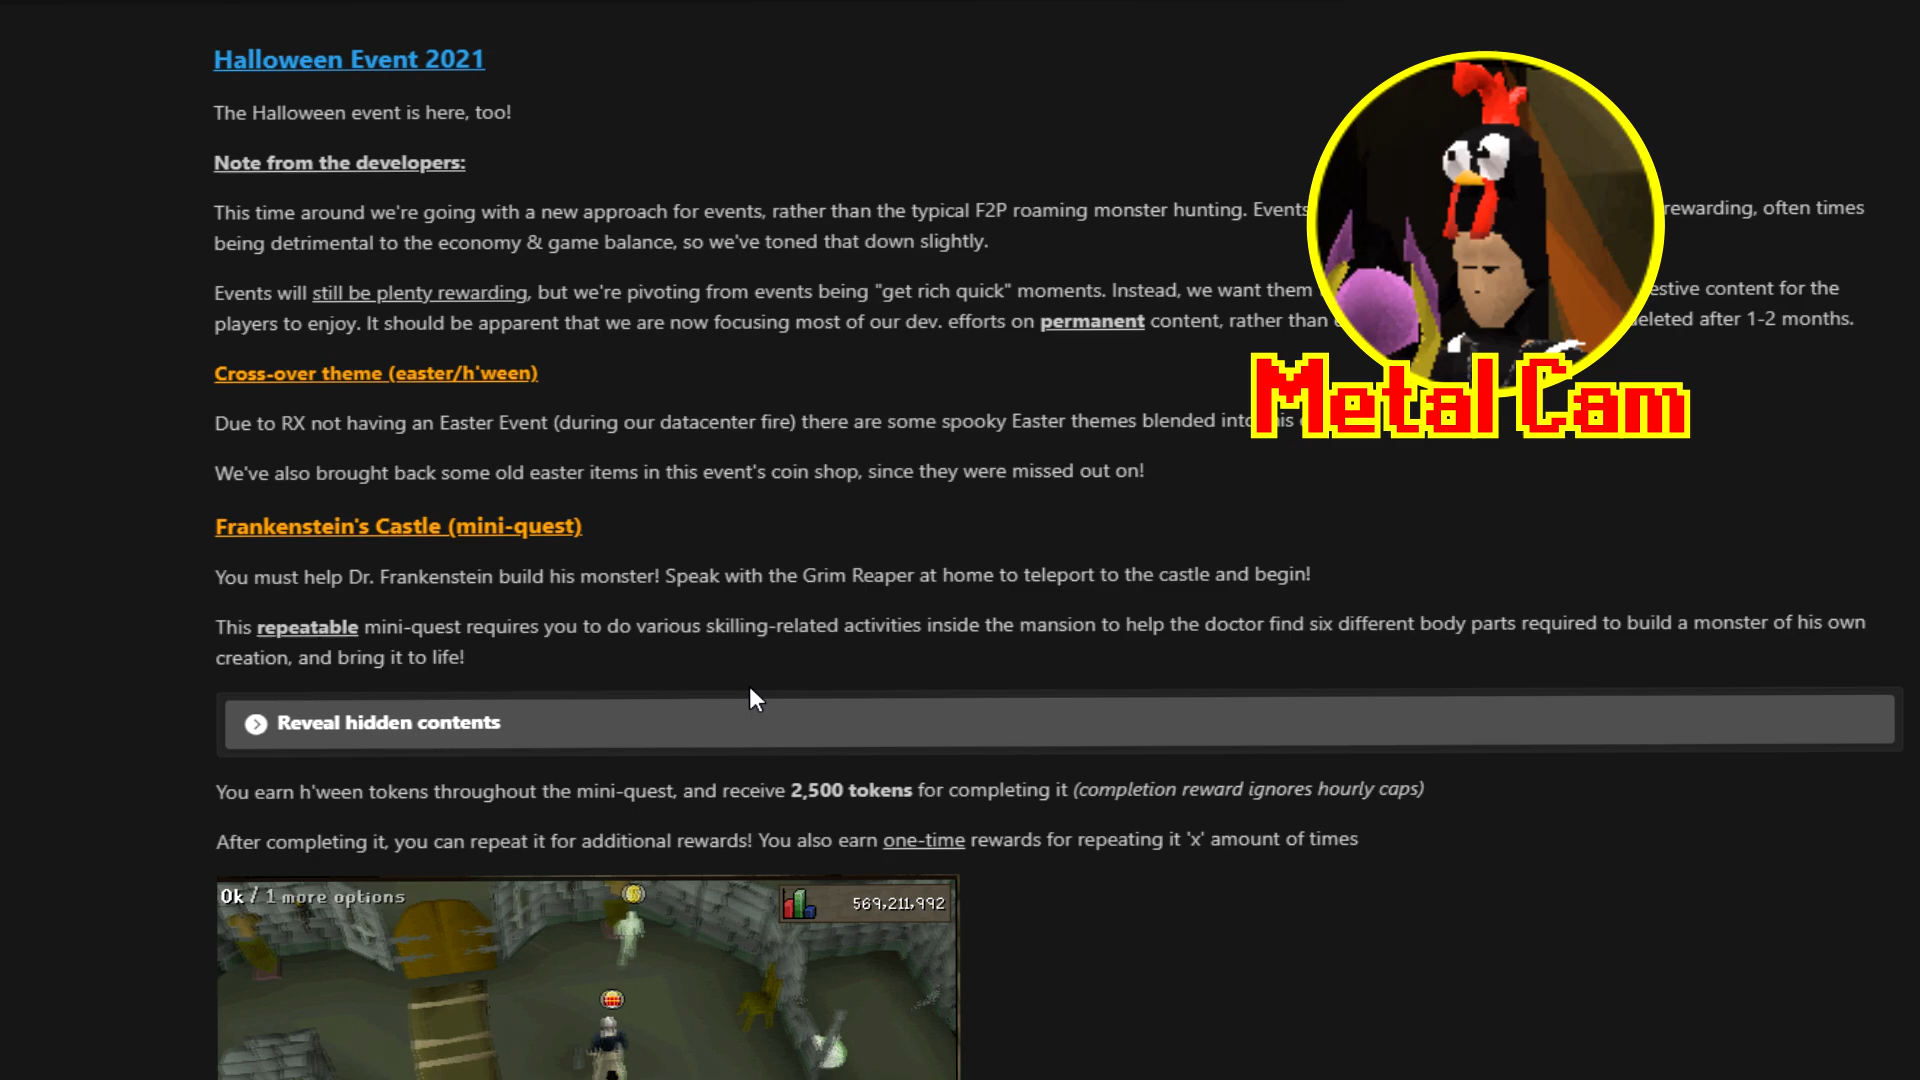 Halloween Event 2021
The Halloween event is here, too!
Note from the developers:
This time around we're going with a new approach for events, rather than the typical F2P roaming monster hunting. Events rewarding, often times
being detrimental to the economy & game balance, so we've toned that down slightly.
Events will still be plenty rewarding, but we're pivoting from events being "get rich quick" moments. Instead, we want them estive content for the
players to enjoy. It should be apparent that we are now focusing most of our dev. efforts on permanent content, rather than eleted after 1-2 months.
Cross-over theme (easter/h'ween)
Due to RX not having an Easter Event (during our datacenter fire) there are some spooky Easter themes blended into
Metal Cam
We've also brought back some old easter items in this event's coin shop, since they were missed out on!
Frankenstein's Castle (mini-quest)
You must help Dr. Frankenstein build his monster! Speak with the Grim Reaper at home to teleport to the castle and begin!
This repeatable mini-quest requires you to do various skilling-related activities inside the mansion to help the doctor find six different body parts required to build a monster of his own
creation, and bring it to life!
Reveal hidden contents
You earn h'ween tokens throughout the mini-quest, and receive 2,500 tokens for completing it (completion reward ignores hourly caps)
After completing it, you can repeat it for additional rewards! You also earn one-time rewards for repeating it 'x' amount of times
Ok / 1 more options
569,211,992